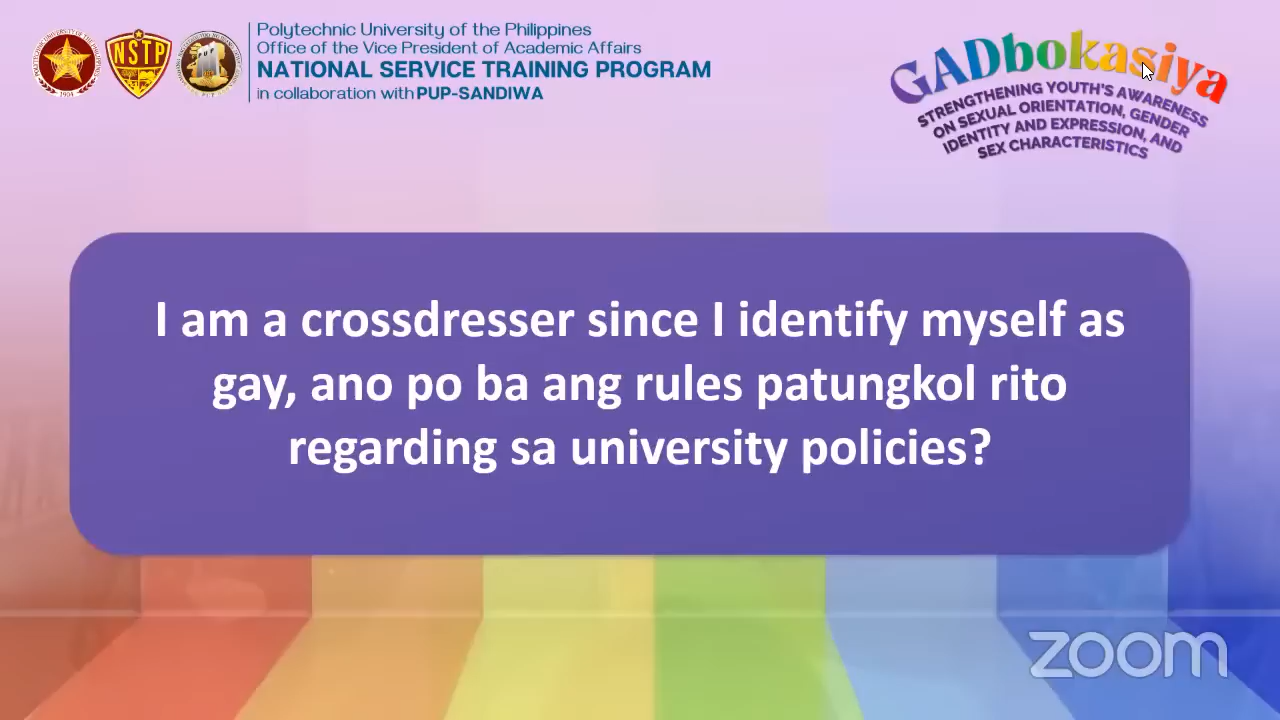 Polytechnic University of the Philippines
Office of the Vice President of Academic Affairs
NATIONAL SERVICE TRAINING PROGRAM
in collaboration with PUP-SANDIWA
NSTP
1904
GADbokasiya
STRENGTHENING YOUTH'S AWARENESS
ON SEXUAL ORIENTATION, GENDER
IDENTITY AND EXPRESSION, AND
SEX CHARACTERISTICS
I am a crossdresser since I identify myself as
gay, ano po ba ang rules patungkol rito
regarding sa university policies?
zoom